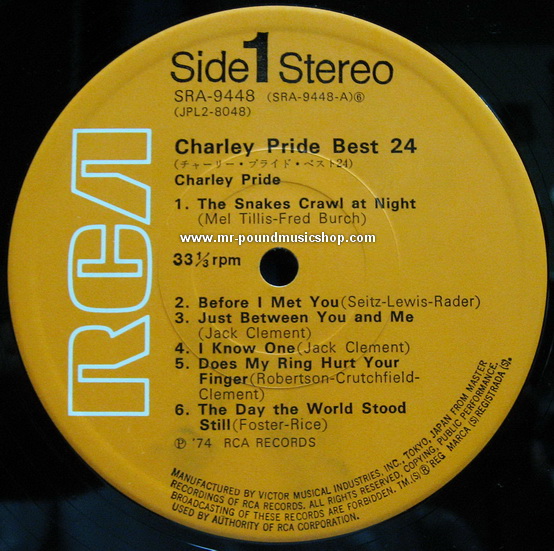 Side 1 Stereo
SRA-9448 (SRA-9448-A)⑥
(JPL2-8048)
RCA
Charley Pride Best 24
(チャーリー・プライド・ベスト24)
Charley Pride
1. The Snakes Crawl at Night
(Mel Tillis-Fred Burch)
www.mr-poundmusicshop.com
33⅓ rpm
2. Before I Met You(Seitz-Lewis-Rader)
3. Just Between You and Me
(Jack Clement)
4. I Know One(Jack Clement)
5. Does My Ring Hurt Your
Finger(Robertson-Crutchfield-
Clement)
6. The Day the World Stood
Still(Foster-Rice)
Ⓟ '74 RCA RECORDS
MANUFACTURED BY VICTOR MUSICAL INDUSTRIES, INC., TOKYO, JAPAN FROM MASTER
RECORDINGS OF RCA RECORDS. ALL RIGHTS RESERVED, COPYING, PUBLIC PERFORMANCE,
BROADCASTING OF THESE RECORDS ARE FORBIDDEN. TM.(S) ® REG. MARCA (S) REGISTRADA (S).
USED BY AUTHORITY OF RCA CORPORATION.